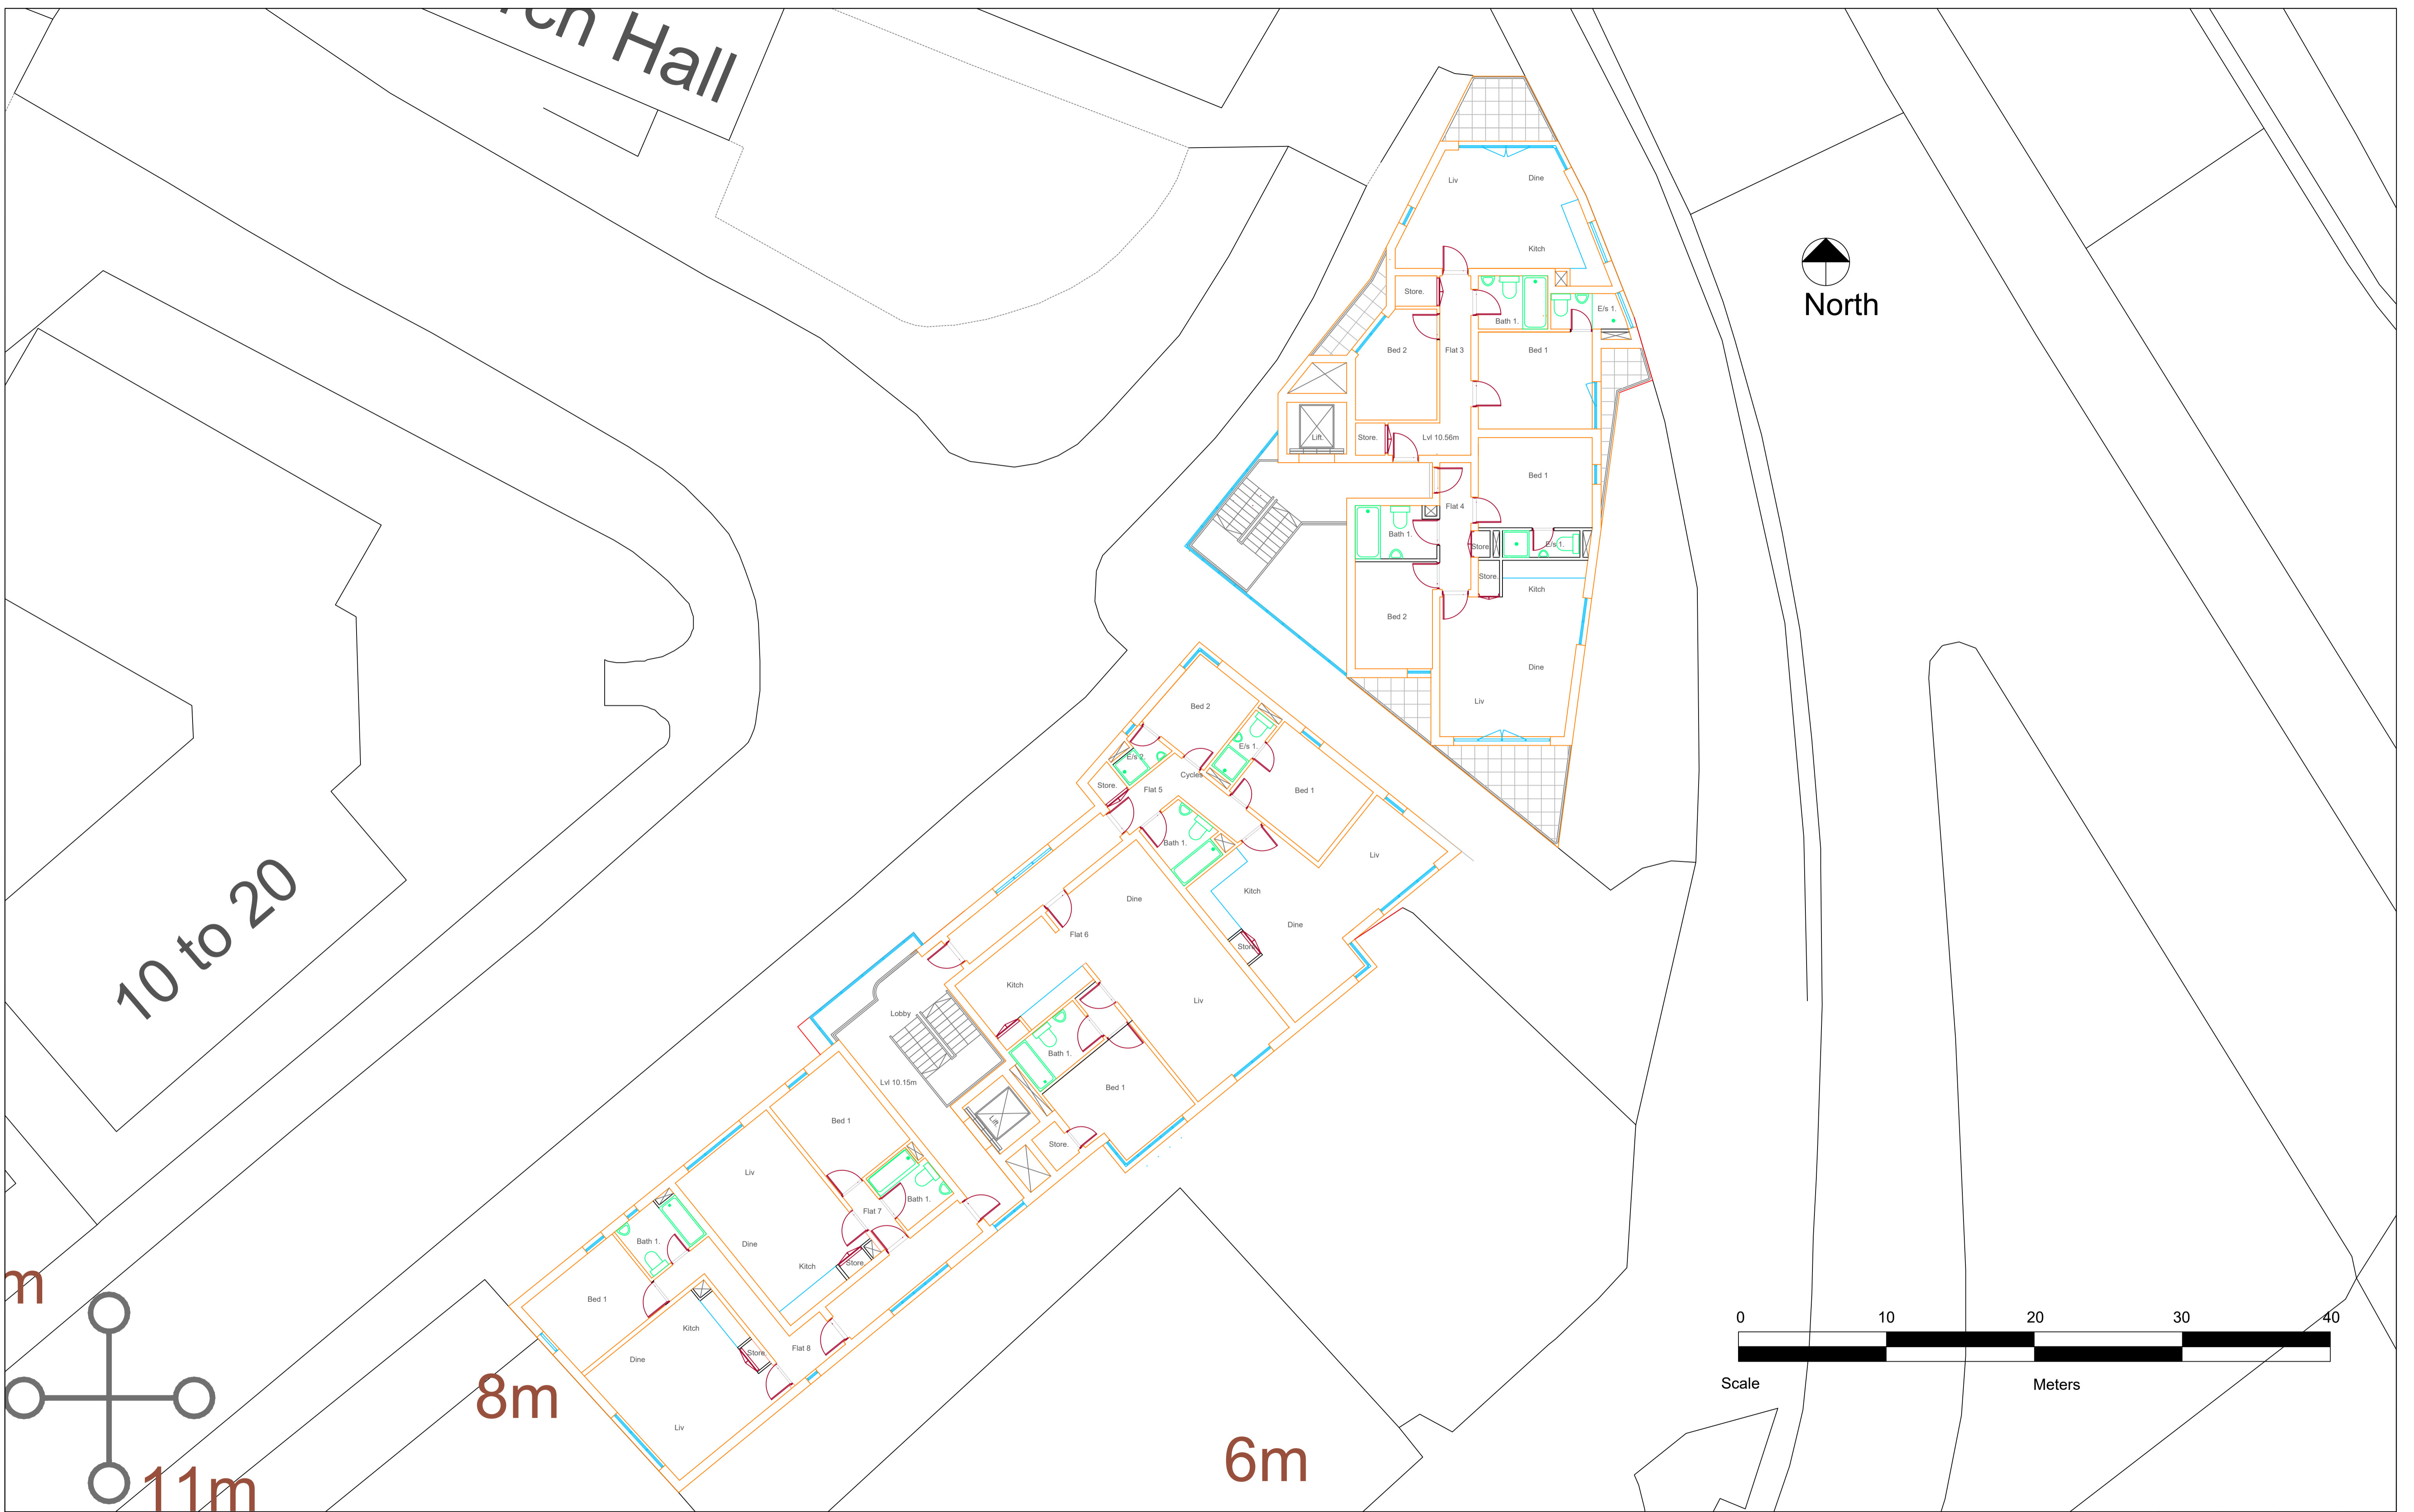 rch Hall
Liv
Dine
Kitch
Store.
Bath 1.
E/s 1.
Bed 2
Flat 3
Bed 1
Lift.
Store.
Lvl 10.56m
Bed 1
Flat 4
Bath 1.
Store.
E/s 1.
Store.
Kitch
Bed 2
Dine
Liv
North
Bed 2
E/s 1.
E/s 2
Cycles
Store.
Flat 5
Bed 1
Bath 1.
Liv
Kitch
Dine
Store
Dine
Flat 6
Kitch
Liv
Lobby
Bath 1.
Lvl 10.15m
Bed 1
Lift.
Store.
Bed 1
Liv
Bath 1.
Flat 7
Dine
Kitch
Store.
Bath 1.
Bed 1
Kitch
Flat 8
Store
Dine
Liv
10 to 20
m
8m
11m
6m
0 10 20 30 40
Scale Meters